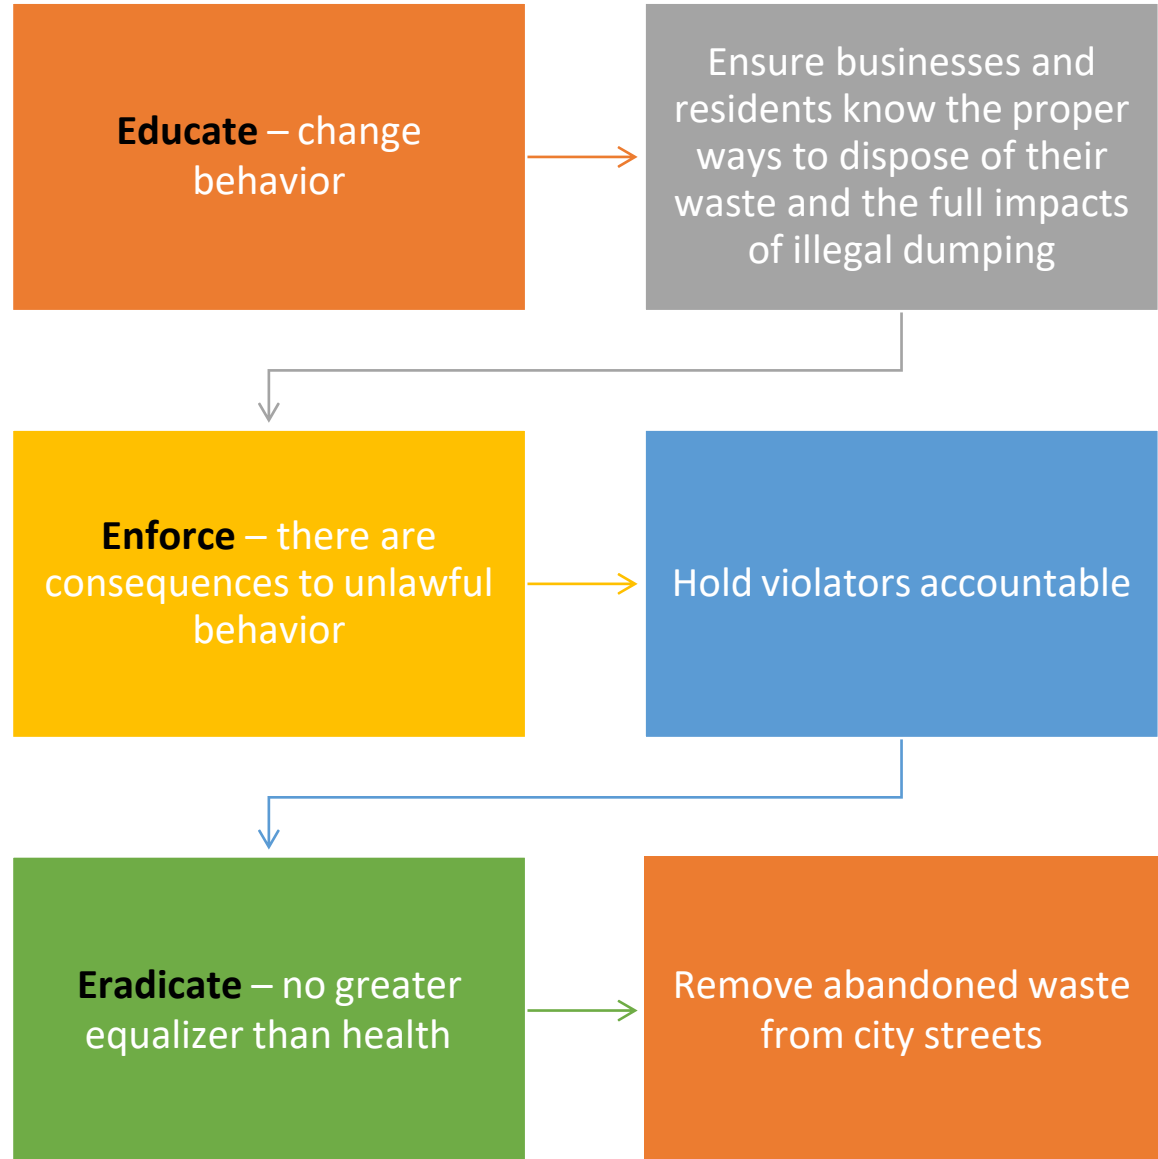 Educate – change
behavior
Ensure businesses and
residents know the proper
ways to dispose of their
waste and the full impacts
of illegal dumping
Enforce – there are
consequences to unlawful
behavior
Hold violators accountable
Eradicate – no greater
equalizer than health
Remove abandoned waste
from city streets